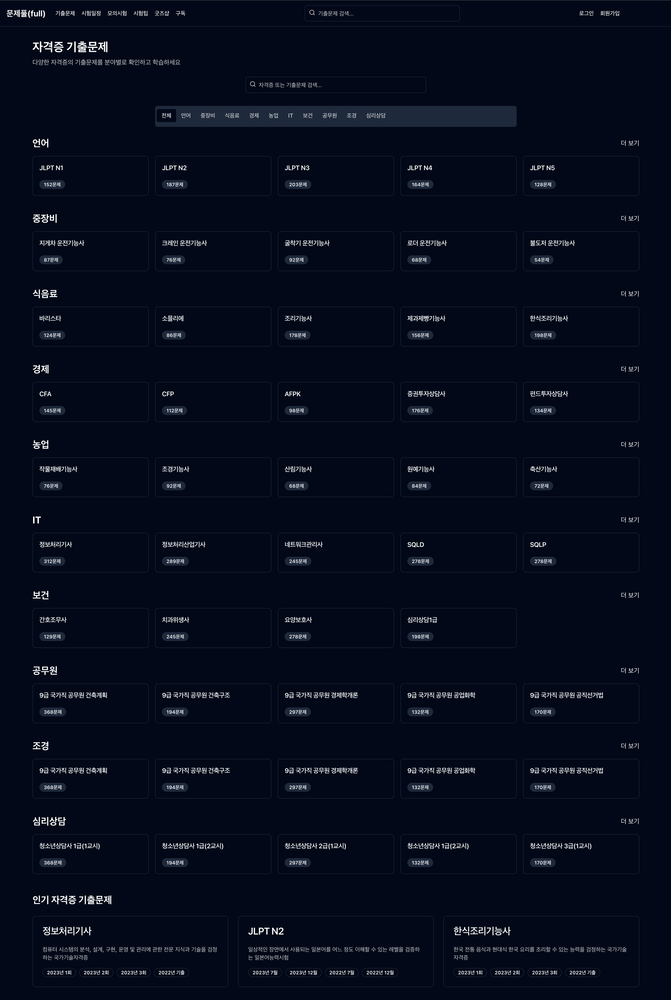 문제풀(full) 기출문제 시험일정 모의시험 시험팁 굿즈샵 구독 기출문제 검색... 로그인 회원가입
자격증 기출문제
다양한 자격증의 기출문제를 분야별로 확인하고 학습하세요
자격증 또는 기출문제 검색...
전체 언어 중장비 식음료 경제 농업 IT 보건 공무원 조경 심리상담
언어 더 보기
JLPT N1 JLPT N2 JLPT N3 JLPT N4 JLPT N5
152문제 187문제 203문제 164문제 128문제
중장비 더 보기
지게차 운전기능사 크레인 운전기능사 굴착기 운전기능사 로더 운전기능사 불도저 운전기능사
87문제 76문제 92문제 68문제 54문제
식음료 더 보기
바리스타 소믈리에 조리기능사 제과제빵기능사 한식조리기능사
124문제 86문제 178문제 156문제 198문제
경제 더 보기
CFA CFP AFPK 증권투자상담사 펀드투자상담사
145문제 112문제 98문제 176문제 134문제
농업 더 보기
작물재배기능사 조경기능사 산림기능사 원예기능사 축산기능사
76문제 92문제 68문제 84문제 72문제
IT 더 보기
정보처리기사 정보처리산업기사 네트워크관리사 SQLD SQLP
312문제 289문제 245문제 278문제 278문제
보건 더 보기
간호조무사 치과위생사 요양보호사 심리상담1급
129문제 245문제 278문제 198문제
공무원 더 보기
9급 국가직 공무원 건축계획 9급 국가직 공무원 건축구조 9급 국가직 공무원 경제학개론 9급 국가직 공무원 공업화학 9급 국가직 공무원 공직선거법
368문제 194문제 297문제 132문제 170문제
조경 더 보기
9급 국가직 공무원 건축계획 9급 국가직 공무원 건축구조 9급 국가직 공무원 경제학개론 9급 국가직 공무원 공업화학 9급 국가직 공무원 공직선거법
368문제 194문제 297문제 132문제 170문제
심리상담 더 보기
청소년상담사 1급(1교시) 청소년상담사 1급(2교시) 청소년상담사 2급(1교시) 청소년상담사 1급(2교시) 청소년상담사 3급(1교시)
368문제 194문제 297문제 132문제 170문제
인기 자격증 기출문제
정보처리기사
컴퓨터 시스템의 분석, 설계, 구현, 운영 및 관리에 관한 전문 지식과 기술을 검정
하는 국가기술자격증
2023년 1회 2023년 2회 2023년 3회 2022년 기출
JLPT N2
일상적인 장면에서 사용되는 일본어를 어느 정도 이해할 수 있는 레벨을 검증하
는 일본어능력시험
2023년 7월 2023년 12월 2022년 7월 2022년 12월
한식조리기능사
한국 전통 음식과 현대식 한국 요리를 조리할 수 있는 능력을 검정하는 국가기술
자격증
2023년 1회 2023년 2회 2023년 3회 2022년 기출